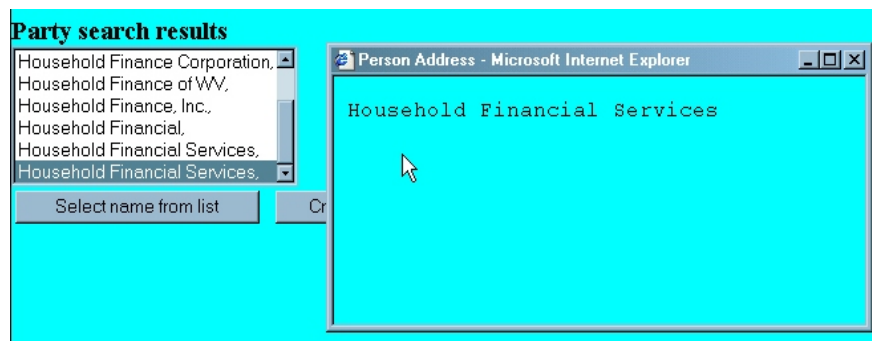 Party search results
Household Finance Corporation,
Household Finance of WV,
Household Finance, Inc.,
Household Financial,
Household Financial Services,
Household Financial Services,
Select name from list
Cr
Person Address - Microsoft Internet Explorer
Household Financial Services